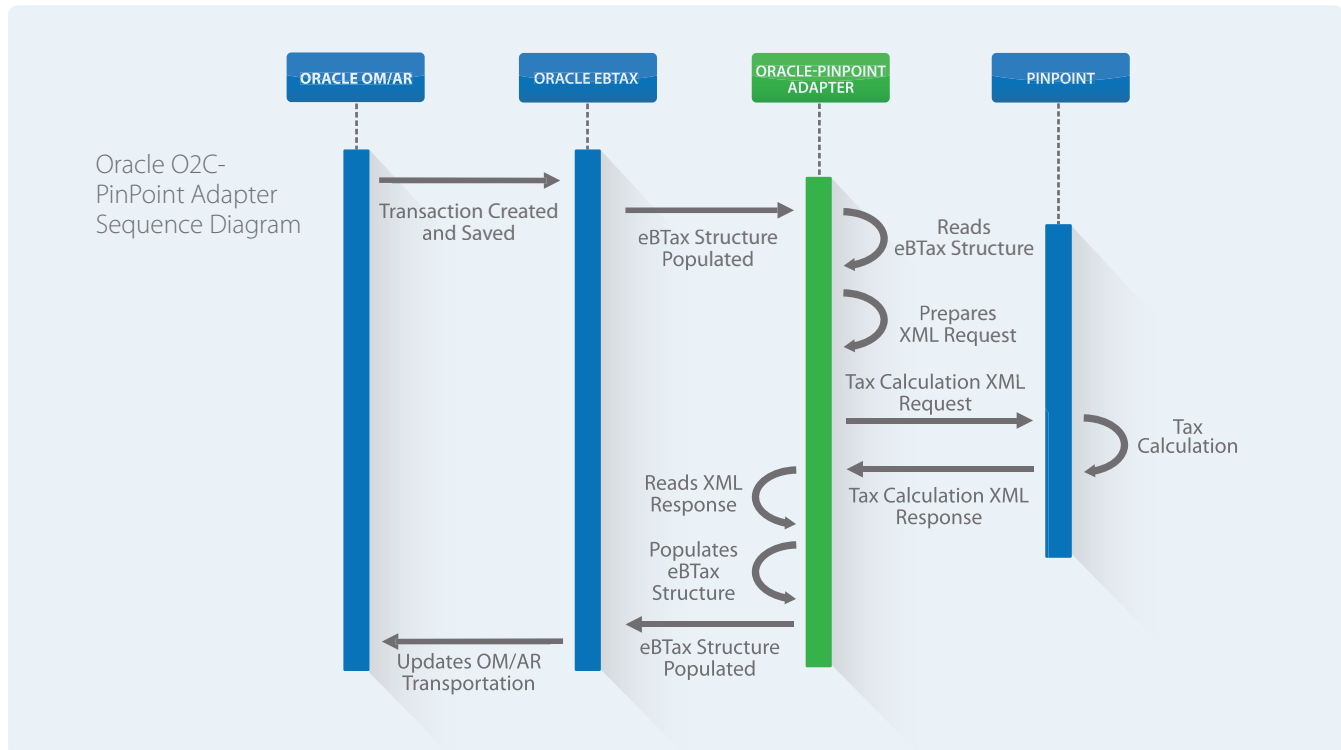 ORACLE OM/AR
ORACLE EBTAX
ORACLE-PINPOINT
ADAPTER
PINPOINT
Oracle O2C-
PinPoint Adapter
Sequence Diagram
Transaction Created
and Saved
eBTax Structure
Populated
Reads
eBTax Structure
Prepares
XML Request
Tax Calculation XML
Request
Tax
Calculation
Tax Calculation XML
Response
Reads XML
Response
Populates
eBTax
Structure
eBTax Structure
Populated
Updates OM/AR
Transportation